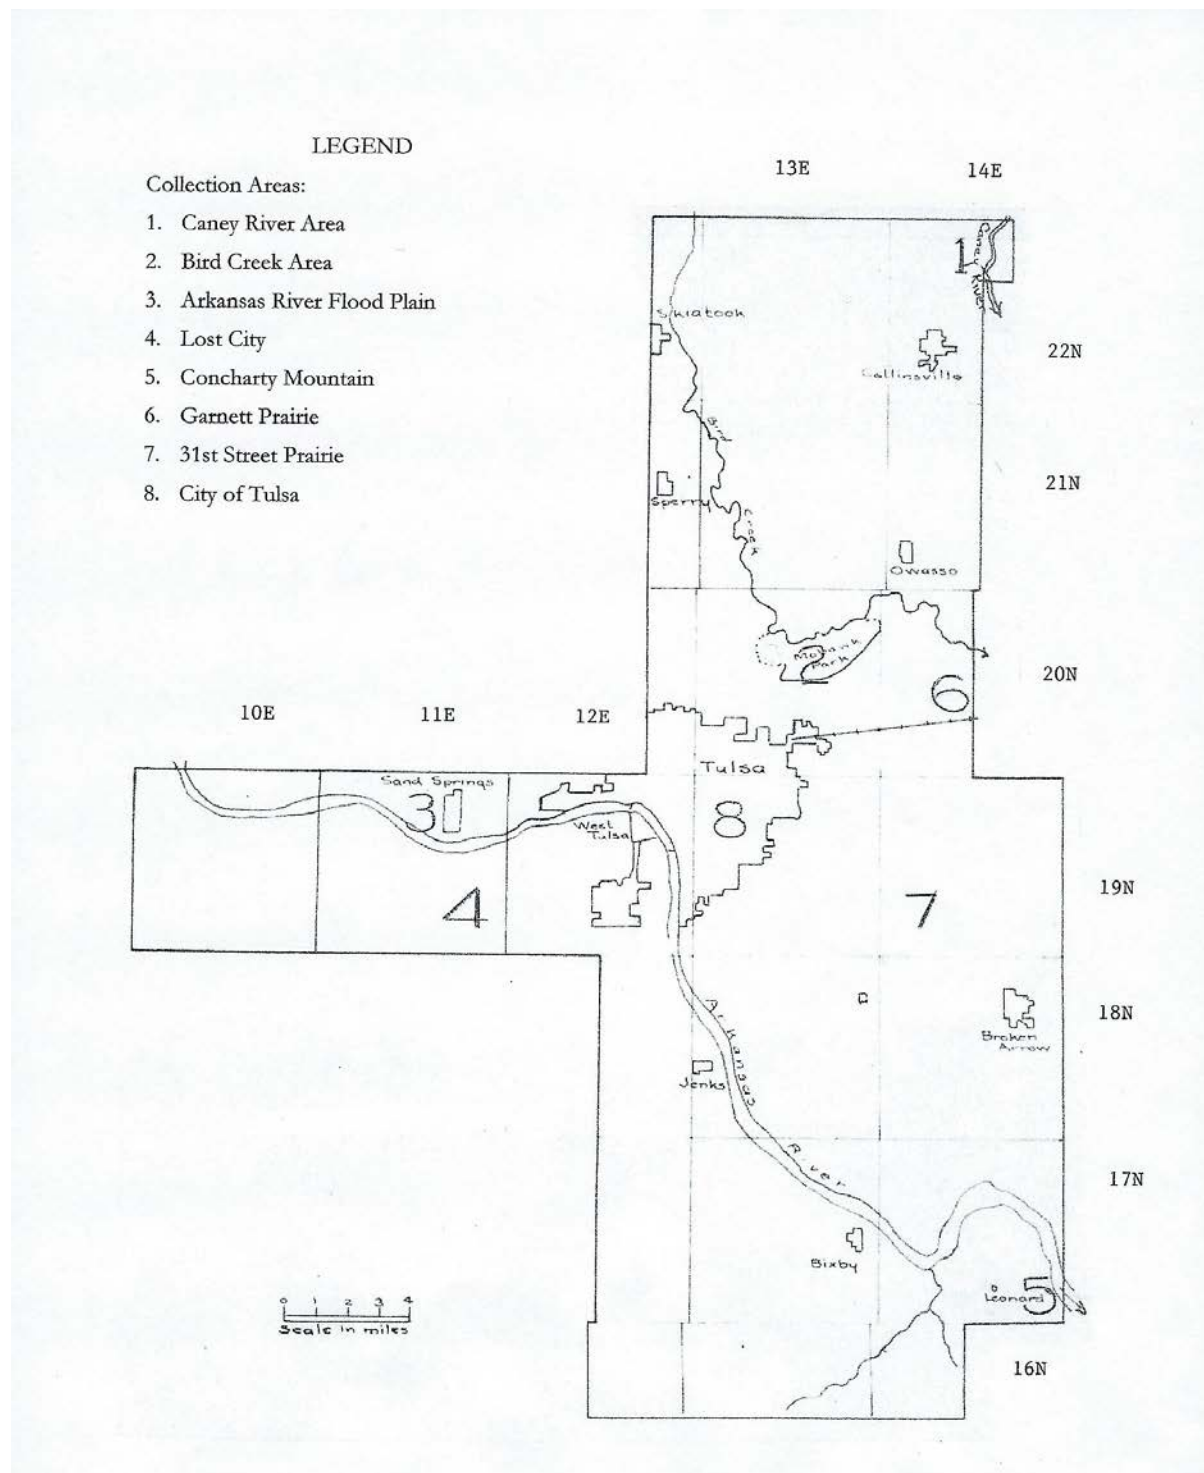 LEGEND
Collection Areas:
1. Caney River Area
2. Bird Creek Area
3. Arkansas River Flood Plain
4. Lost City
5. Concharty Mountain
6. Garnett Prairie
7. 31st Street Prairie
8. City of Tulsa
13E 14E
1
Caney River
Skiatook
22N
Collinsville
Bird
Creek
21N
Sperry
Owasso
Mohawk
Park
2
20N
6
10E 11E 12E
Tulsa
Sand Springs
3
8
West
Tulsa
4
7
19N
18N
Broken
Arrow
Arkansas
River
Jenks
17N
Bixby
Leonard
5
0 1 2 3 4
Scale in miles
16N